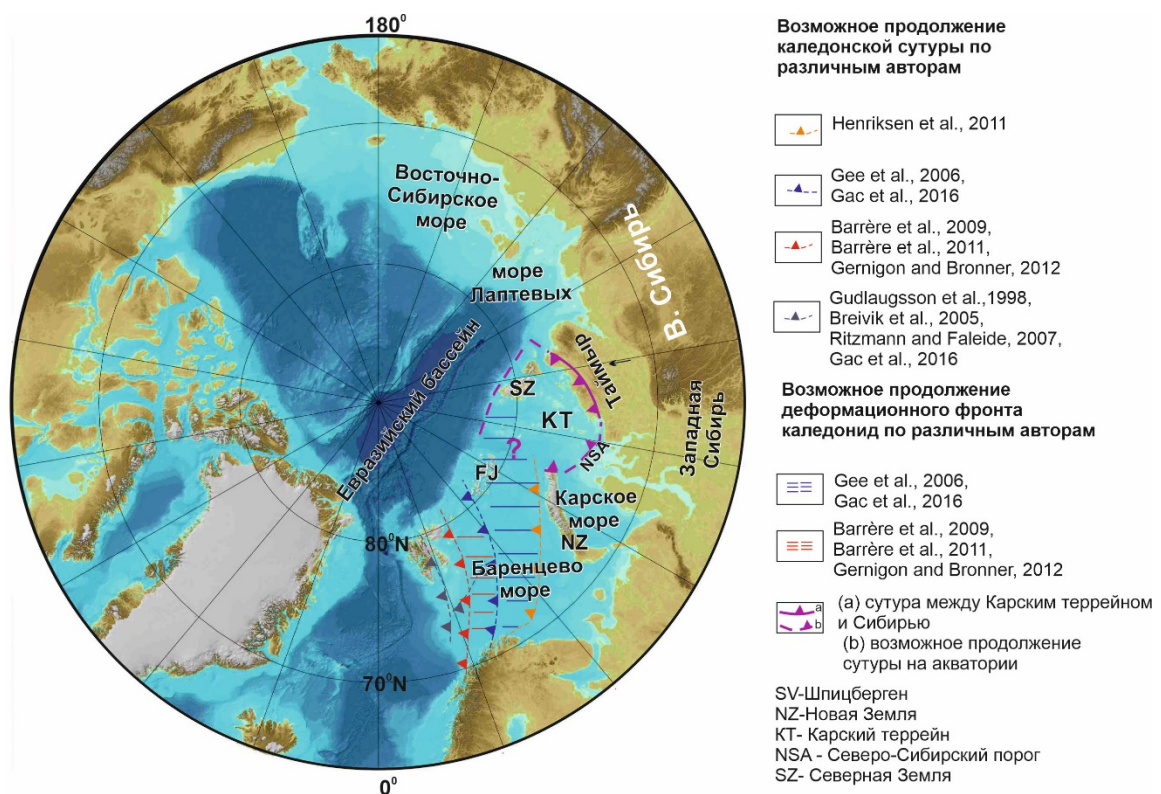 180⁰
Восточно-
Сибирское
море
море
Лаптевых
В. Сибирь
Евразийский бассейн
Таймыр
SZ
KT
Западная
Сибирь
?
NSA
FJ
Карское
море
NZ
80⁰N
Баренцево
море
70⁰N
0⁰
Возможное продолжение
каледонской сутуры по
различным авторам
Henriksen et al., 2011
Gee et al., 2006,
Gac et al., 2016
Barrère et al., 2009,
Barrère et al., 2011,
Gernigon and Bronner, 2012
Gudlaugsson et al.,1998,
Breivik et al., 2005,
Ritzmann and Faleide, 2007,
Gac et al., 2016
Возможное продолжение
деформационного фронта
каледонид по различным авторам
Gee et al., 2006,
Gac et al., 2016
Barrère et al., 2009,
Barrère et al., 2011,
Gernigon and Bronner, 2012
a
b
(a) сутура между Карским террейном
и Сибирью
(b) возможное продолжение
сутуры на акватории
SV-Шпицберген
NZ-Новая Земля
KT- Карский террейн
NSA - Северо-Сибирский порог
SZ- Северная Земля